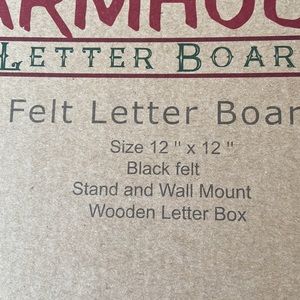 ARMHOU
LETTER BOAR
Felt Letter Boar
Size 12 " x 12 "
Black felt
Stand and Wall Mount
Wooden Letter Box